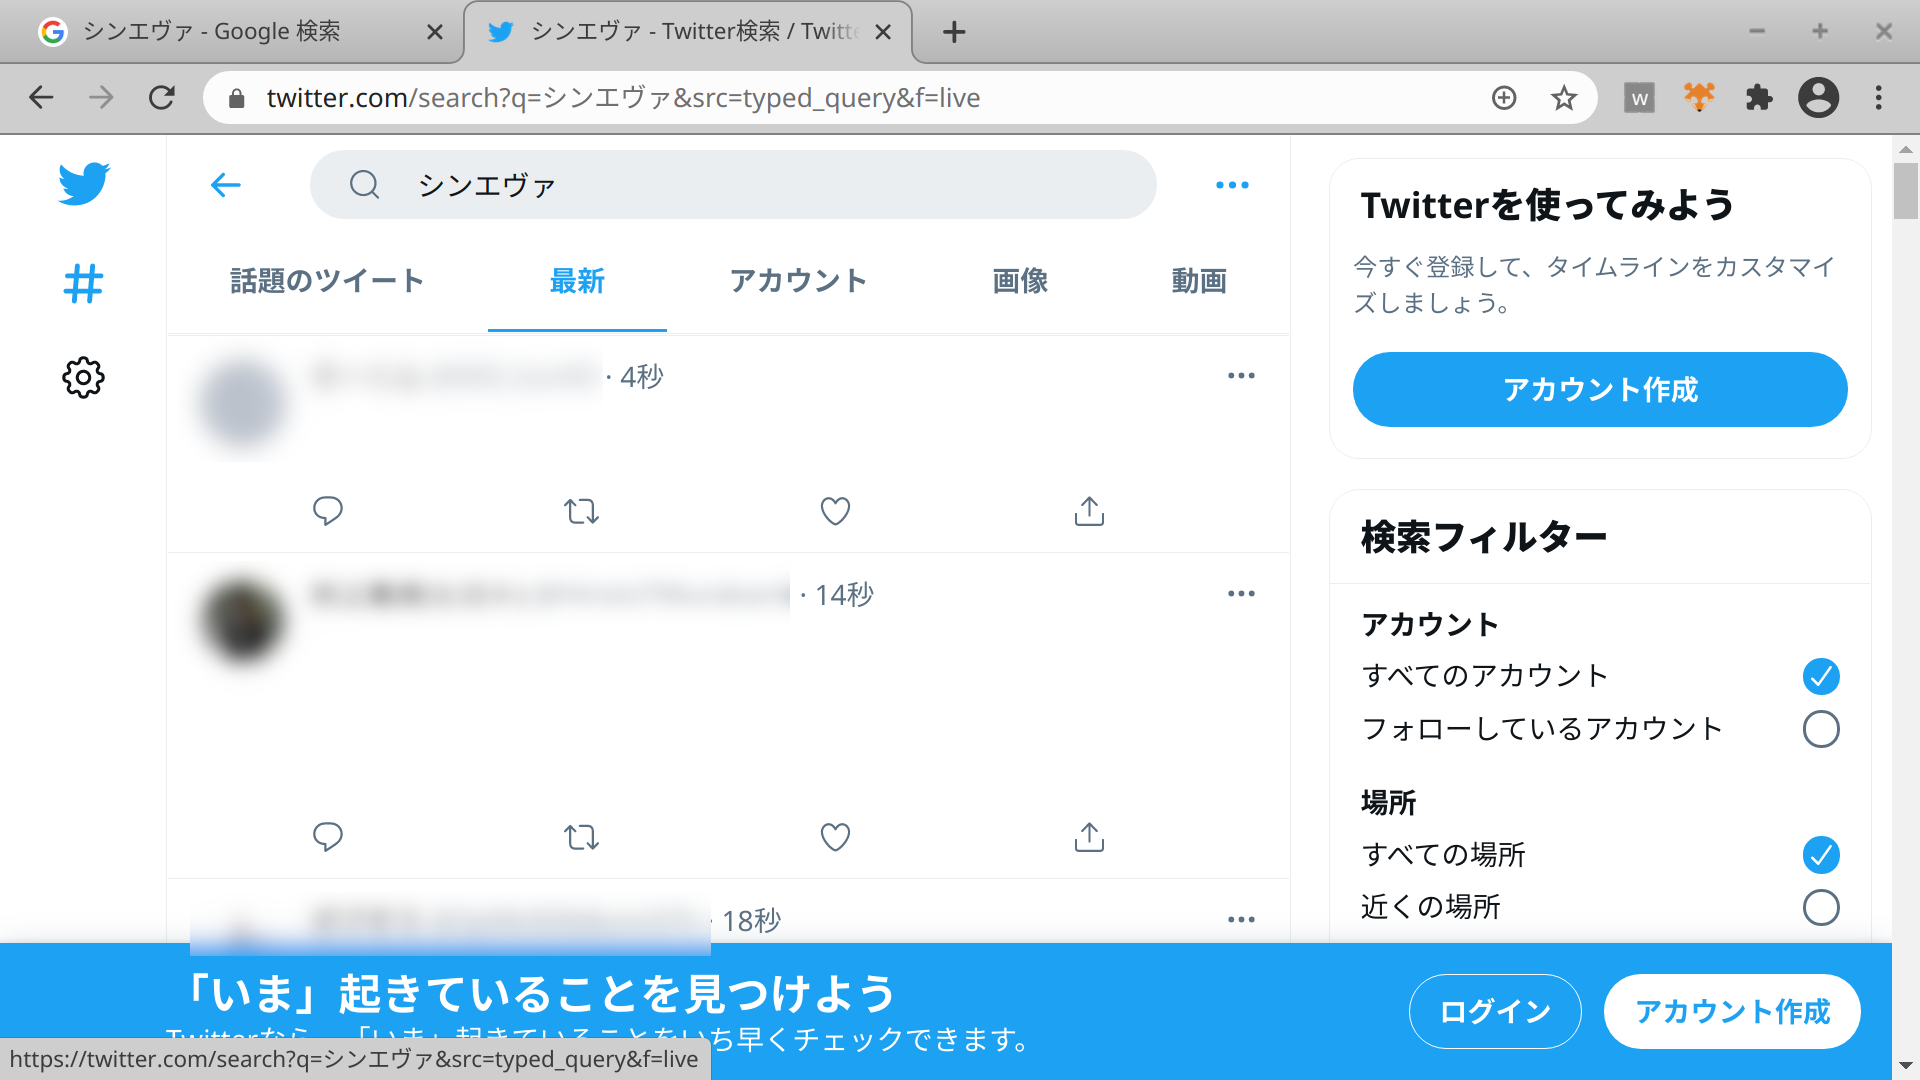 シンエヴァ - Google 検索
シンエヴァ - Twitter検索 / Twitte
twitter.com/search?q=シンエヴァ&src=typed_query&f=live
w
シンエヴァ
話題のツイート 最新 アカウント 画像 動画
· 4秒
· 14秒
· 18秒
Twitterを使ってみよう
今すぐ登録して、タイムラインをカスタマイ
ズしましょう。
アカウント作成
検索フィルター
アカウント
すべてのアカウント
フォローしているアカウント
場所
すべての場所
近くの場所
「いま」起きていることを見つけよう
Twitterなら、「いま」起きていることをいち早くチェックできます。
ログイン
アカウント作成
https://twitter.com/search?q=シンエヴァ&src=typed_query&f=live